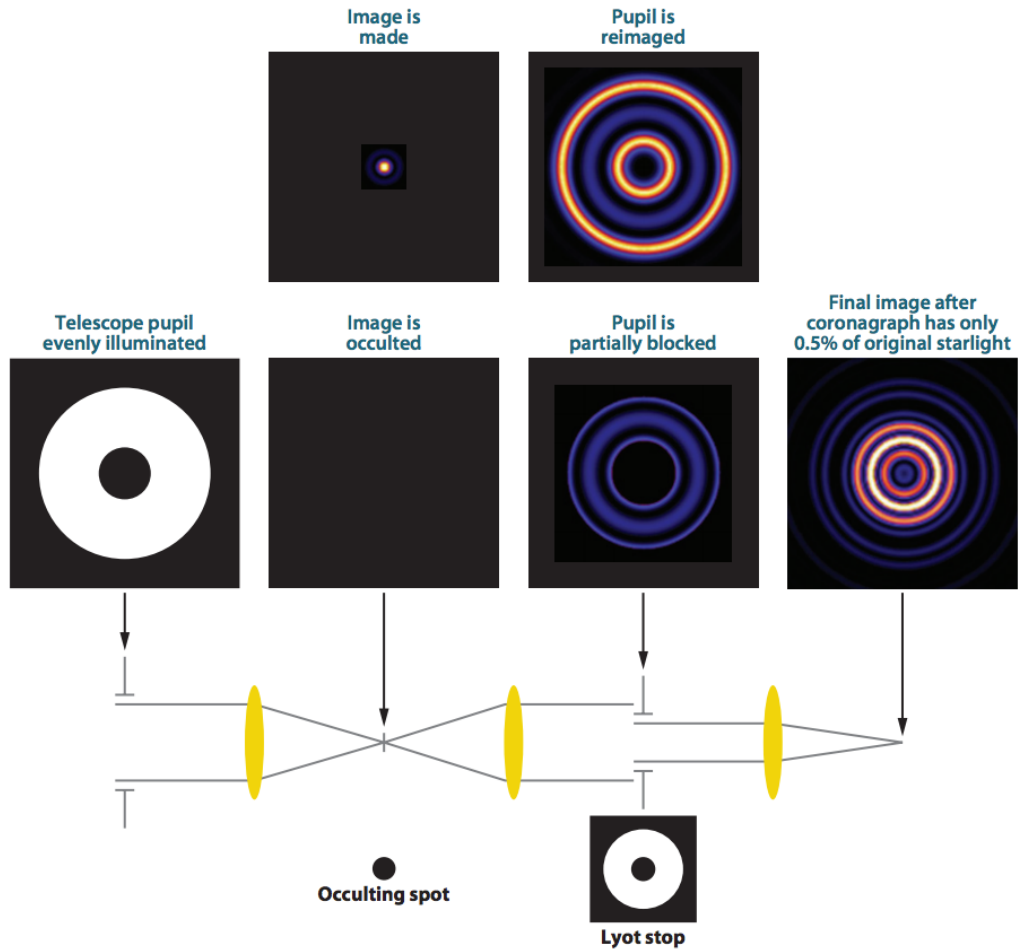 Image is
made
Pupil is
reimaged
Telescope pupil
evenly illuminated
Image is
occulted
Pupil is
partially blocked
Final image after
coronagraph has only
0.5% of original starlight
Occulting spot
Lyot stop